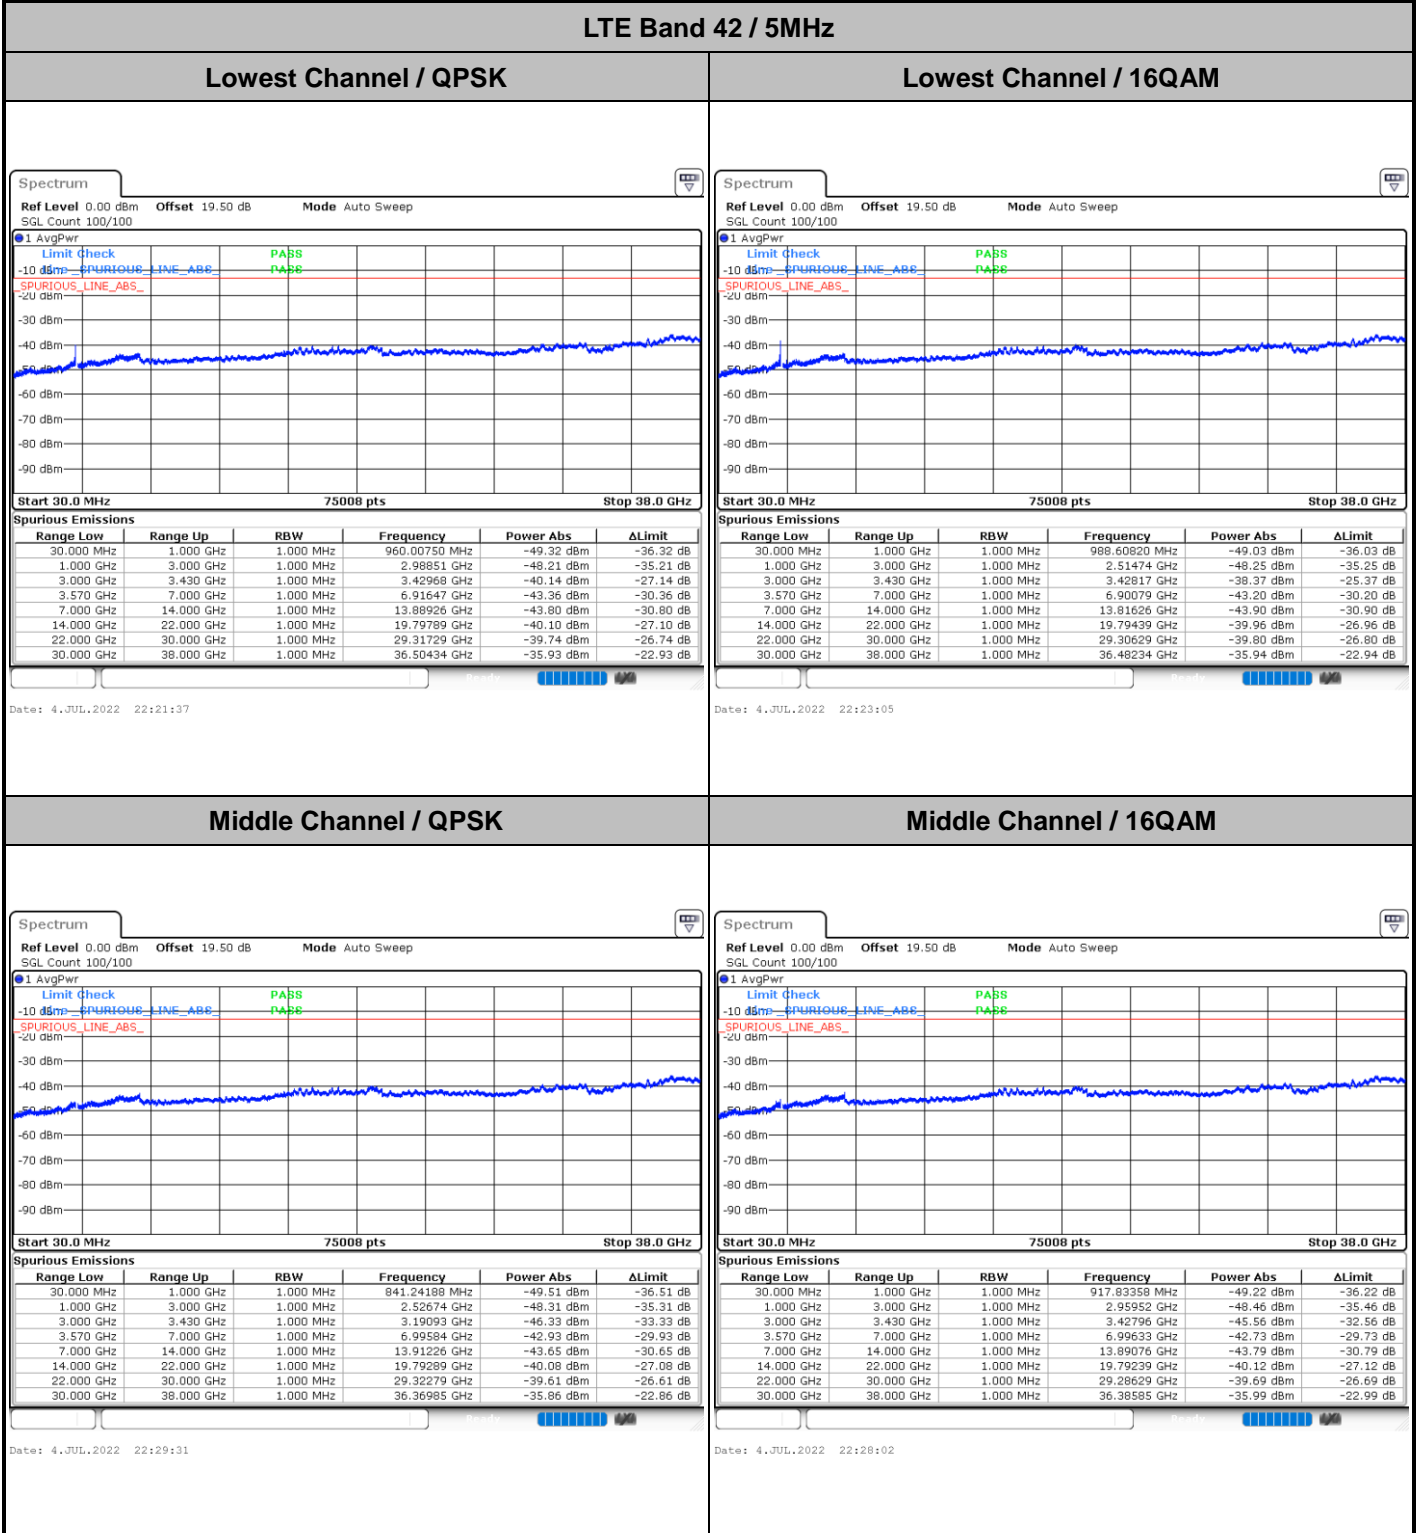 LTE Band 42 / 5MHz
Lowest Channel / QPSK
Lowest Channel / 16QAM
Spectrum
Ref Level 0.00 dBm Offset 19.50 dB Mode Auto Sweep
SGL Count 100/100
1 AvgPwr
Limit Check PASS
-10 dBm
Line _SPURIOUS_LINE_ABS_ PASS
_SPURIOUS_LINE_ABS_
-20 dBm
-30 dBm
-40 dBm
-50 dBm
-60 dBm
-70 dBm
-80 dBm
-90 dBm
Start 30.0 MHz 75008 pts Stop 38.0 GHz
Spurious Emissions
Range Low Range Up RBW Frequency Power Abs ΔLimit
30.000 MHz 1.000 GHz 1.000 MHz 960.00750 MHz -49.32 dBm -36.32 dB
1.000 GHz 3.000 GHz 1.000 MHz 2.98851 GHz -48.21 dBm -35.21 dB
3.000 GHz 3.430 GHz 1.000 MHz 3.42968 GHz -40.14 dBm -27.14 dB
3.570 GHz 7.000 GHz 1.000 MHz 6.91647 GHz -43.36 dBm -30.36 dB
7.000 GHz 14.000 GHz 1.000 MHz 13.88926 GHz -43.80 dBm -30.80 dB
14.000 GHz 22.000 GHz 1.000 MHz 19.79789 GHz -40.10 dBm -27.10 dB
22.000 GHz 30.000 GHz 1.000 MHz 29.31729 GHz -39.74 dBm -26.74 dB
30.000 GHz 38.000 GHz 1.000 MHz 36.50434 GHz -35.93 dBm -22.93 dB
Ready
Date: 4.JUL.2022 22:21:37
Spectrum
Ref Level 0.00 dBm Offset 19.50 dB Mode Auto Sweep
SGL Count 100/100
1 AvgPwr
Limit Check PASS
-10 dBm
Line _SPURIOUS_LINE_ABS_ PASS
_SPURIOUS_LINE_ABS_
-20 dBm
-30 dBm
-40 dBm
-50 dBm
-60 dBm
-70 dBm
-80 dBm
-90 dBm
Start 30.0 MHz 75008 pts Stop 38.0 GHz
Spurious Emissions
Range Low Range Up RBW Frequency Power Abs ΔLimit
30.000 MHz 1.000 GHz 1.000 MHz 988.60820 MHz -49.03 dBm -36.03 dB
1.000 GHz 3.000 GHz 1.000 MHz 2.51474 GHz -48.25 dBm -35.25 dB
3.000 GHz 3.430 GHz 1.000 MHz 3.42817 GHz -38.37 dBm -25.37 dB
3.570 GHz 7.000 GHz 1.000 MHz 6.90079 GHz -43.20 dBm -30.20 dB
7.000 GHz 14.000 GHz 1.000 MHz 13.81626 GHz -43.90 dBm -30.90 dB
14.000 GHz 22.000 GHz 1.000 MHz 19.79439 GHz -39.96 dBm -26.96 dB
22.000 GHz 30.000 GHz 1.000 MHz 29.30629 GHz -39.80 dBm -26.80 dB
30.000 GHz 38.000 GHz 1.000 MHz 36.48234 GHz -35.94 dBm -22.94 dB
Ready
Date: 4.JUL.2022 22:23:05
Middle Channel / QPSK
Middle Channel / 16QAM
Spectrum
Ref Level 0.00 dBm Offset 19.50 dB Mode Auto Sweep
SGL Count 100/100
1 AvgPwr
Limit Check PASS
-10 dBm
Line _SPURIOUS_LINE_ABS_ PASS
_SPURIOUS_LINE_ABS_
-20 dBm
-30 dBm
-40 dBm
-50 dBm
-60 dBm
-70 dBm
-80 dBm
-90 dBm
Start 30.0 MHz 75008 pts Stop 38.0 GHz
Spurious Emissions
Range Low Range Up RBW Frequency Power Abs ΔLimit
30.000 MHz 1.000 GHz 1.000 MHz 841.24188 MHz -49.51 dBm -36.51 dB
1.000 GHz 3.000 GHz 1.000 MHz 2.52674 GHz -48.31 dBm -35.31 dB
3.000 GHz 3.430 GHz 1.000 MHz 3.19093 GHz -46.33 dBm -33.33 dB
3.570 GHz 7.000 GHz 1.000 MHz 6.99584 GHz -42.93 dBm -29.93 dB
7.000 GHz 14.000 GHz 1.000 MHz 13.91226 GHz -43.65 dBm -30.65 dB
14.000 GHz 22.000 GHz 1.000 MHz 19.79289 GHz -40.08 dBm -27.08 dB
22.000 GHz 30.000 GHz 1.000 MHz 29.32279 GHz -39.61 dBm -26.61 dB
30.000 GHz 38.000 GHz 1.000 MHz 36.36985 GHz -35.86 dBm -22.86 dB
Ready
Date: 4.JUL.2022 22:29:31
Spectrum
Ref Level 0.00 dBm Offset 19.50 dB Mode Auto Sweep
SGL Count 100/100
1 AvgPwr
Limit Check PASS
-10 dBm
Line _SPURIOUS_LINE_ABS_ PASS
_SPURIOUS_LINE_ABS_
-20 dBm
-30 dBm
-40 dBm
-50 dBm
-60 dBm
-70 dBm
-80 dBm
-90 dBm
Start 30.0 MHz 75008 pts Stop 38.0 GHz
Spurious Emissions
Range Low Range Up RBW Frequency Power Abs ΔLimit
30.000 MHz 1.000 GHz 1.000 MHz 917.83358 MHz -49.22 dBm -36.22 dB
1.000 GHz 3.000 GHz 1.000 MHz 2.95952 GHz -48.46 dBm -35.46 dB
3.000 GHz 3.430 GHz 1.000 MHz 3.42796 GHz -45.56 dBm -32.56 dB
3.570 GHz 7.000 GHz 1.000 MHz 6.99633 GHz -42.73 dBm -29.73 dB
7.000 GHz 14.000 GHz 1.000 MHz 13.89076 GHz -43.79 dBm -30.79 dB
14.000 GHz 22.000 GHz 1.000 MHz 19.79239 GHz -40.12 dBm -27.12 dB
22.000 GHz 30.000 GHz 1.000 MHz 29.28629 GHz -39.69 dBm -26.69 dB
30.000 GHz 38.000 GHz 1.000 MHz 36.38585 GHz -35.99 dBm -22.99 dB
Ready
Date: 4.JUL.2022 22:28:02